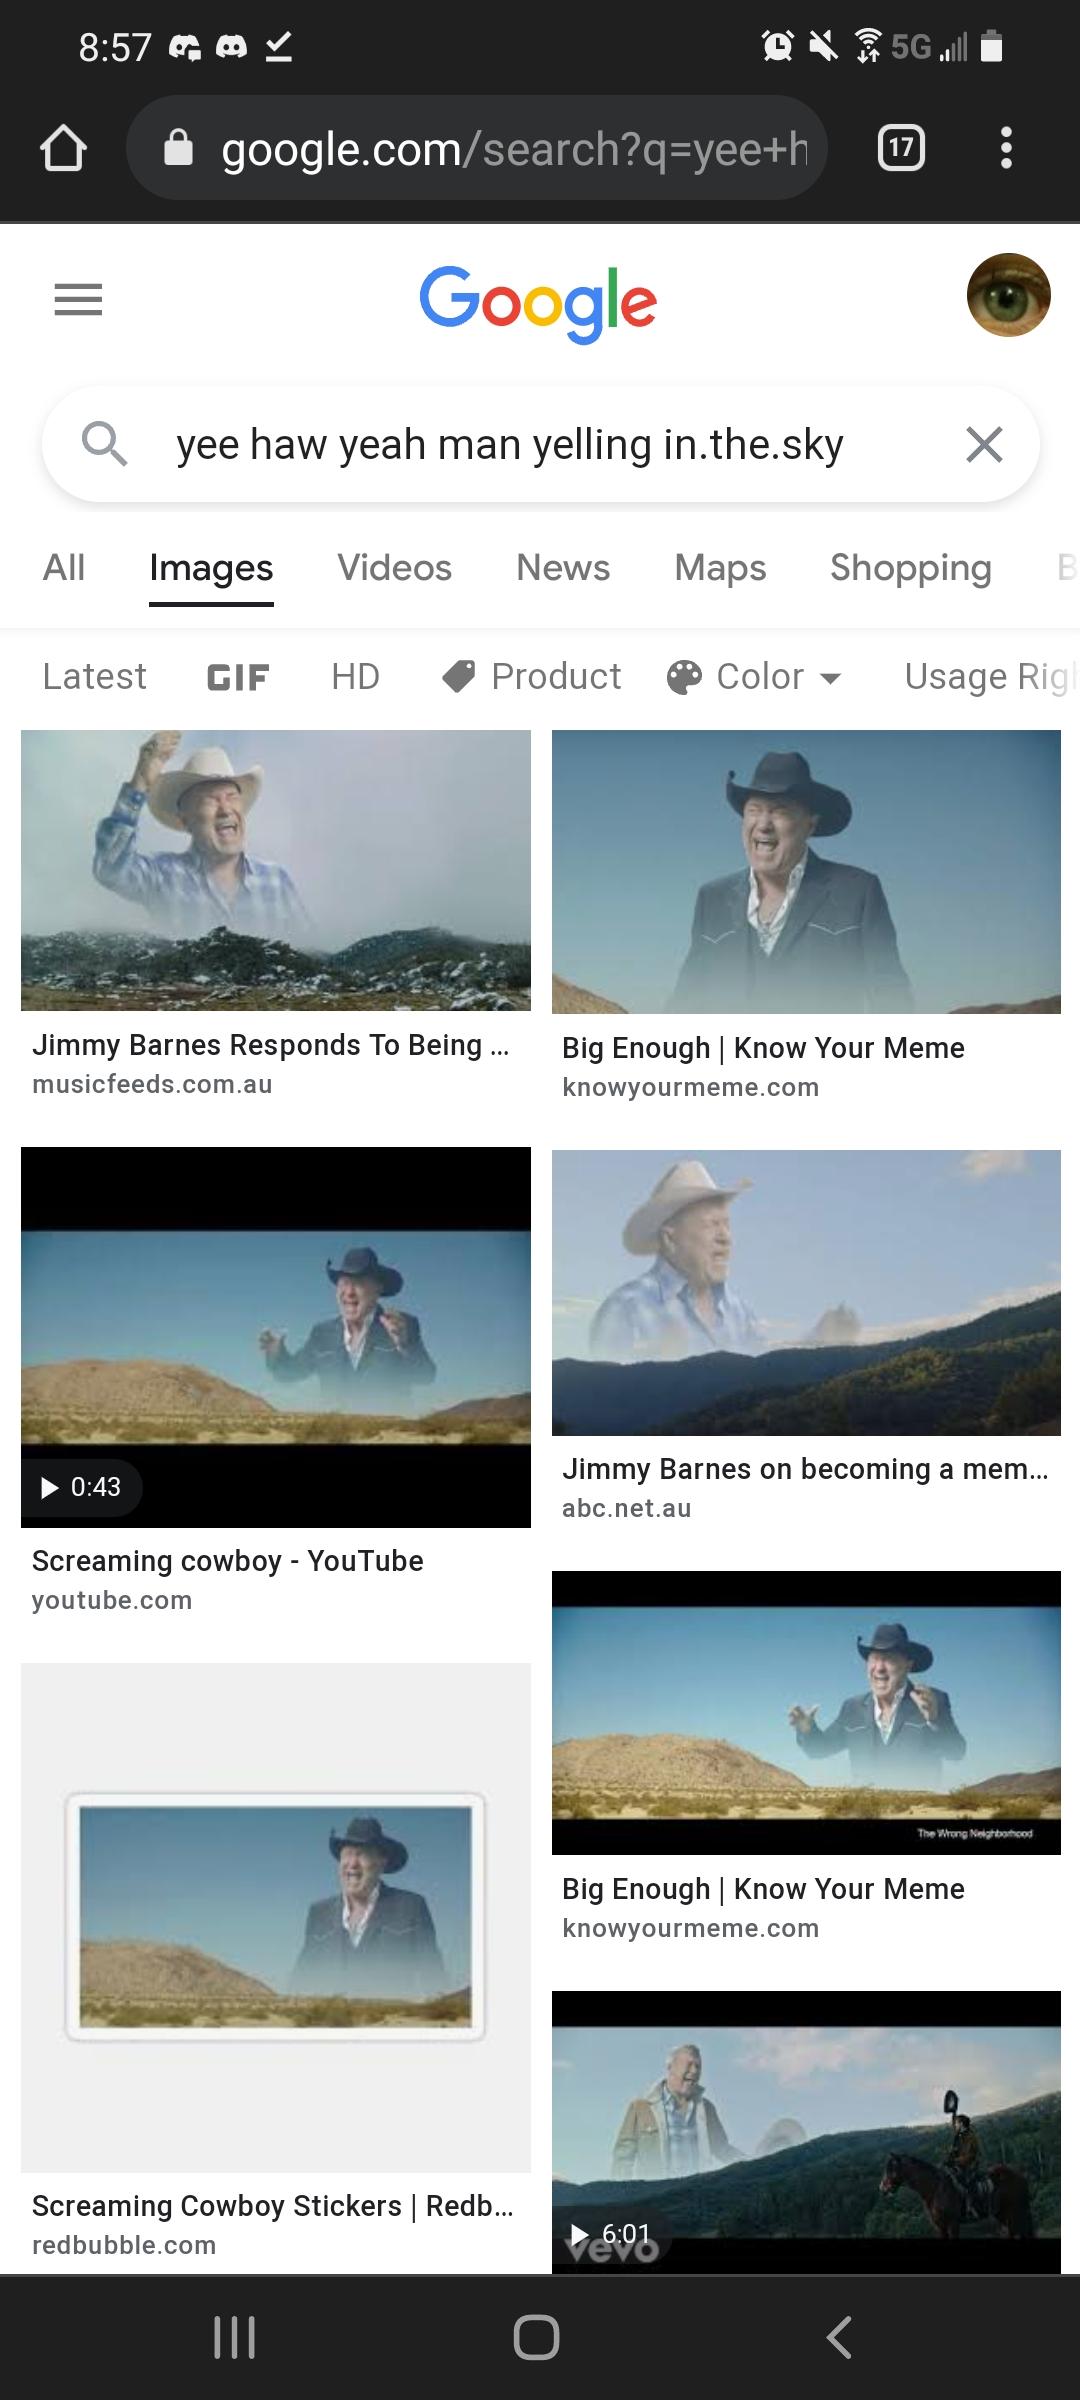 8:57 5G
google.com/search?q=yee+h 17
Google
yee haw yeah man yelling in.the.sky
All Images Videos News Maps Shopping B
Latest GIF HD Product Color Usage Righ
Jimmy Barnes Responds To Being ...
musicfeeds.com.au
Big Enough | Know Your Meme
knowyourmeme.com
0:43
Screaming cowboy - YouTube
youtube.com
Jimmy Barnes on becoming a mem...
abc.net.au
The Wrong Neighborhood
Big Enough | Know Your Meme
knowyourmeme.com
Screaming Cowboy Stickers | Redb...
redbubble.com
6:01
vevo